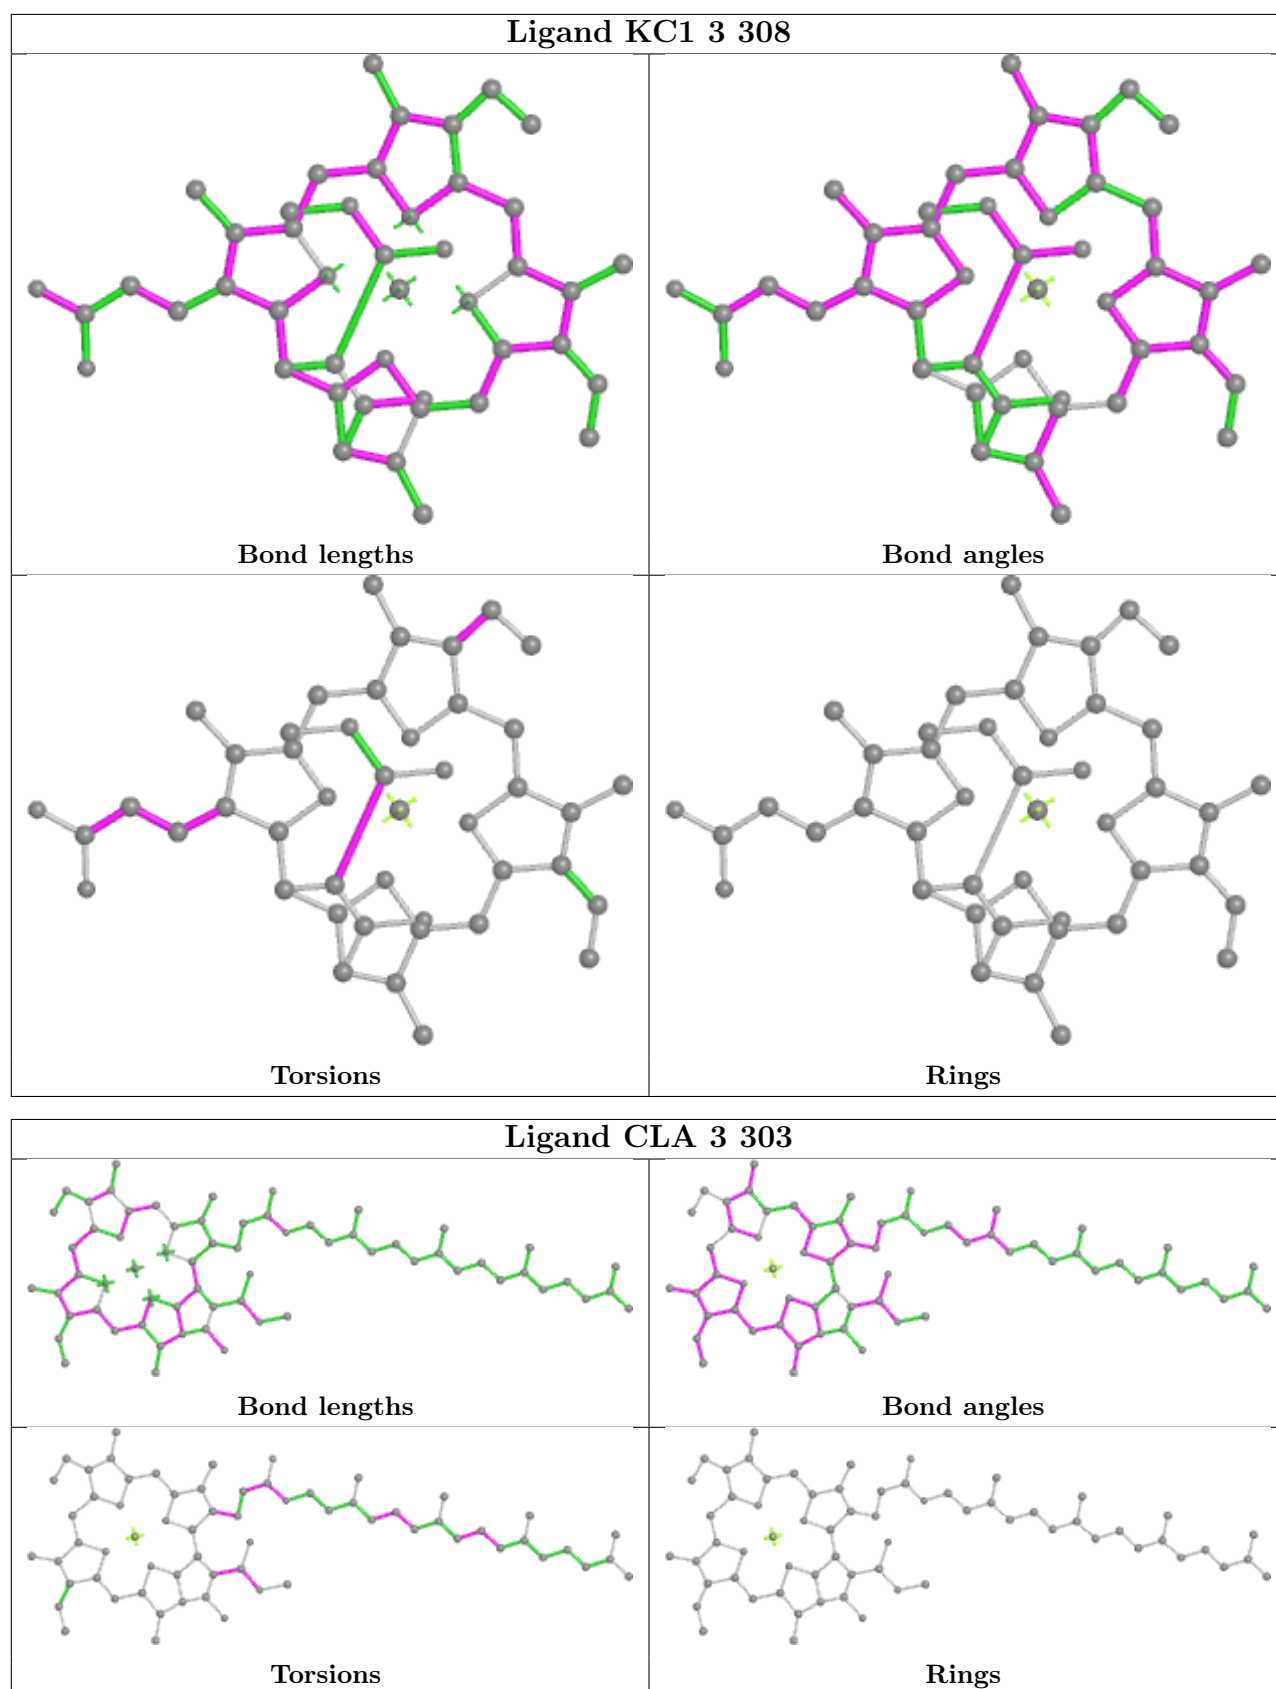 Ligand KC1 3 308
Bond lengths
Bond angles
Torsions
Rings
Ligand CLA 3 303
Bond lengths
Bond angles
Torsions
Rings